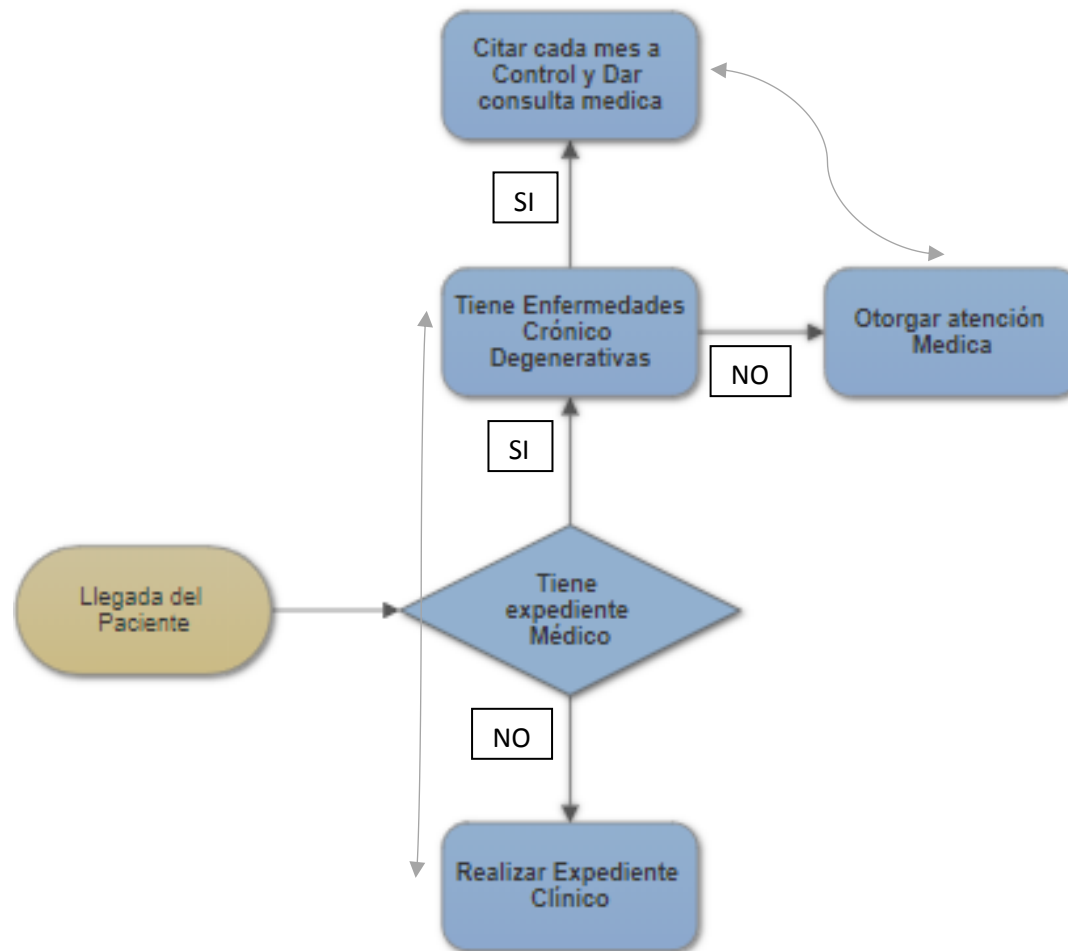 Citar cada mes a
Control y Dar
consulta medica
SI
Tiene Enfermedades
Crónico
Degenerativas
Otorgar atención
Medica
NO
SI
Llegada del
Paciente
Tiene
expediente
Médico
NO
Realizar Expediente
Clínico